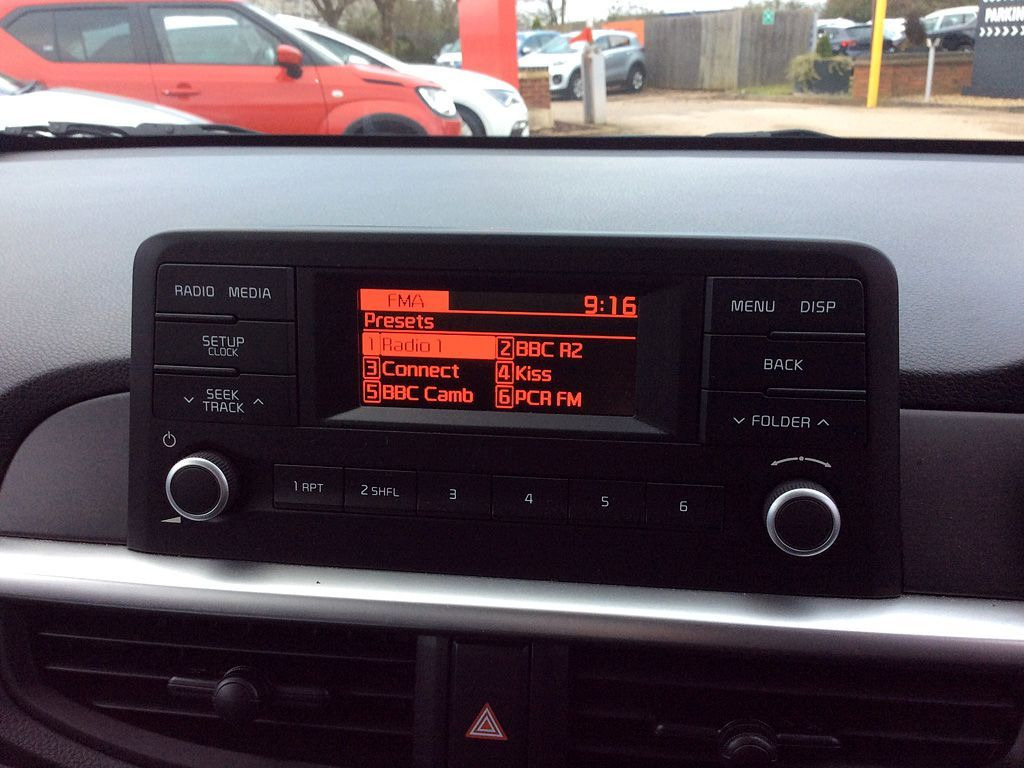 PARKIN
RADIO MEDIA
SETUP
CLOCK
SEEK
TRACK
FMA 9:16
Presets
1 Radio 1 2 BBC R2
3 Connect 4 Kiss
5 BBC Camb 6 PCR FM
MENU DISP
BACK
FOLDER
1 RPT 2 SHFL 3 4 5 6